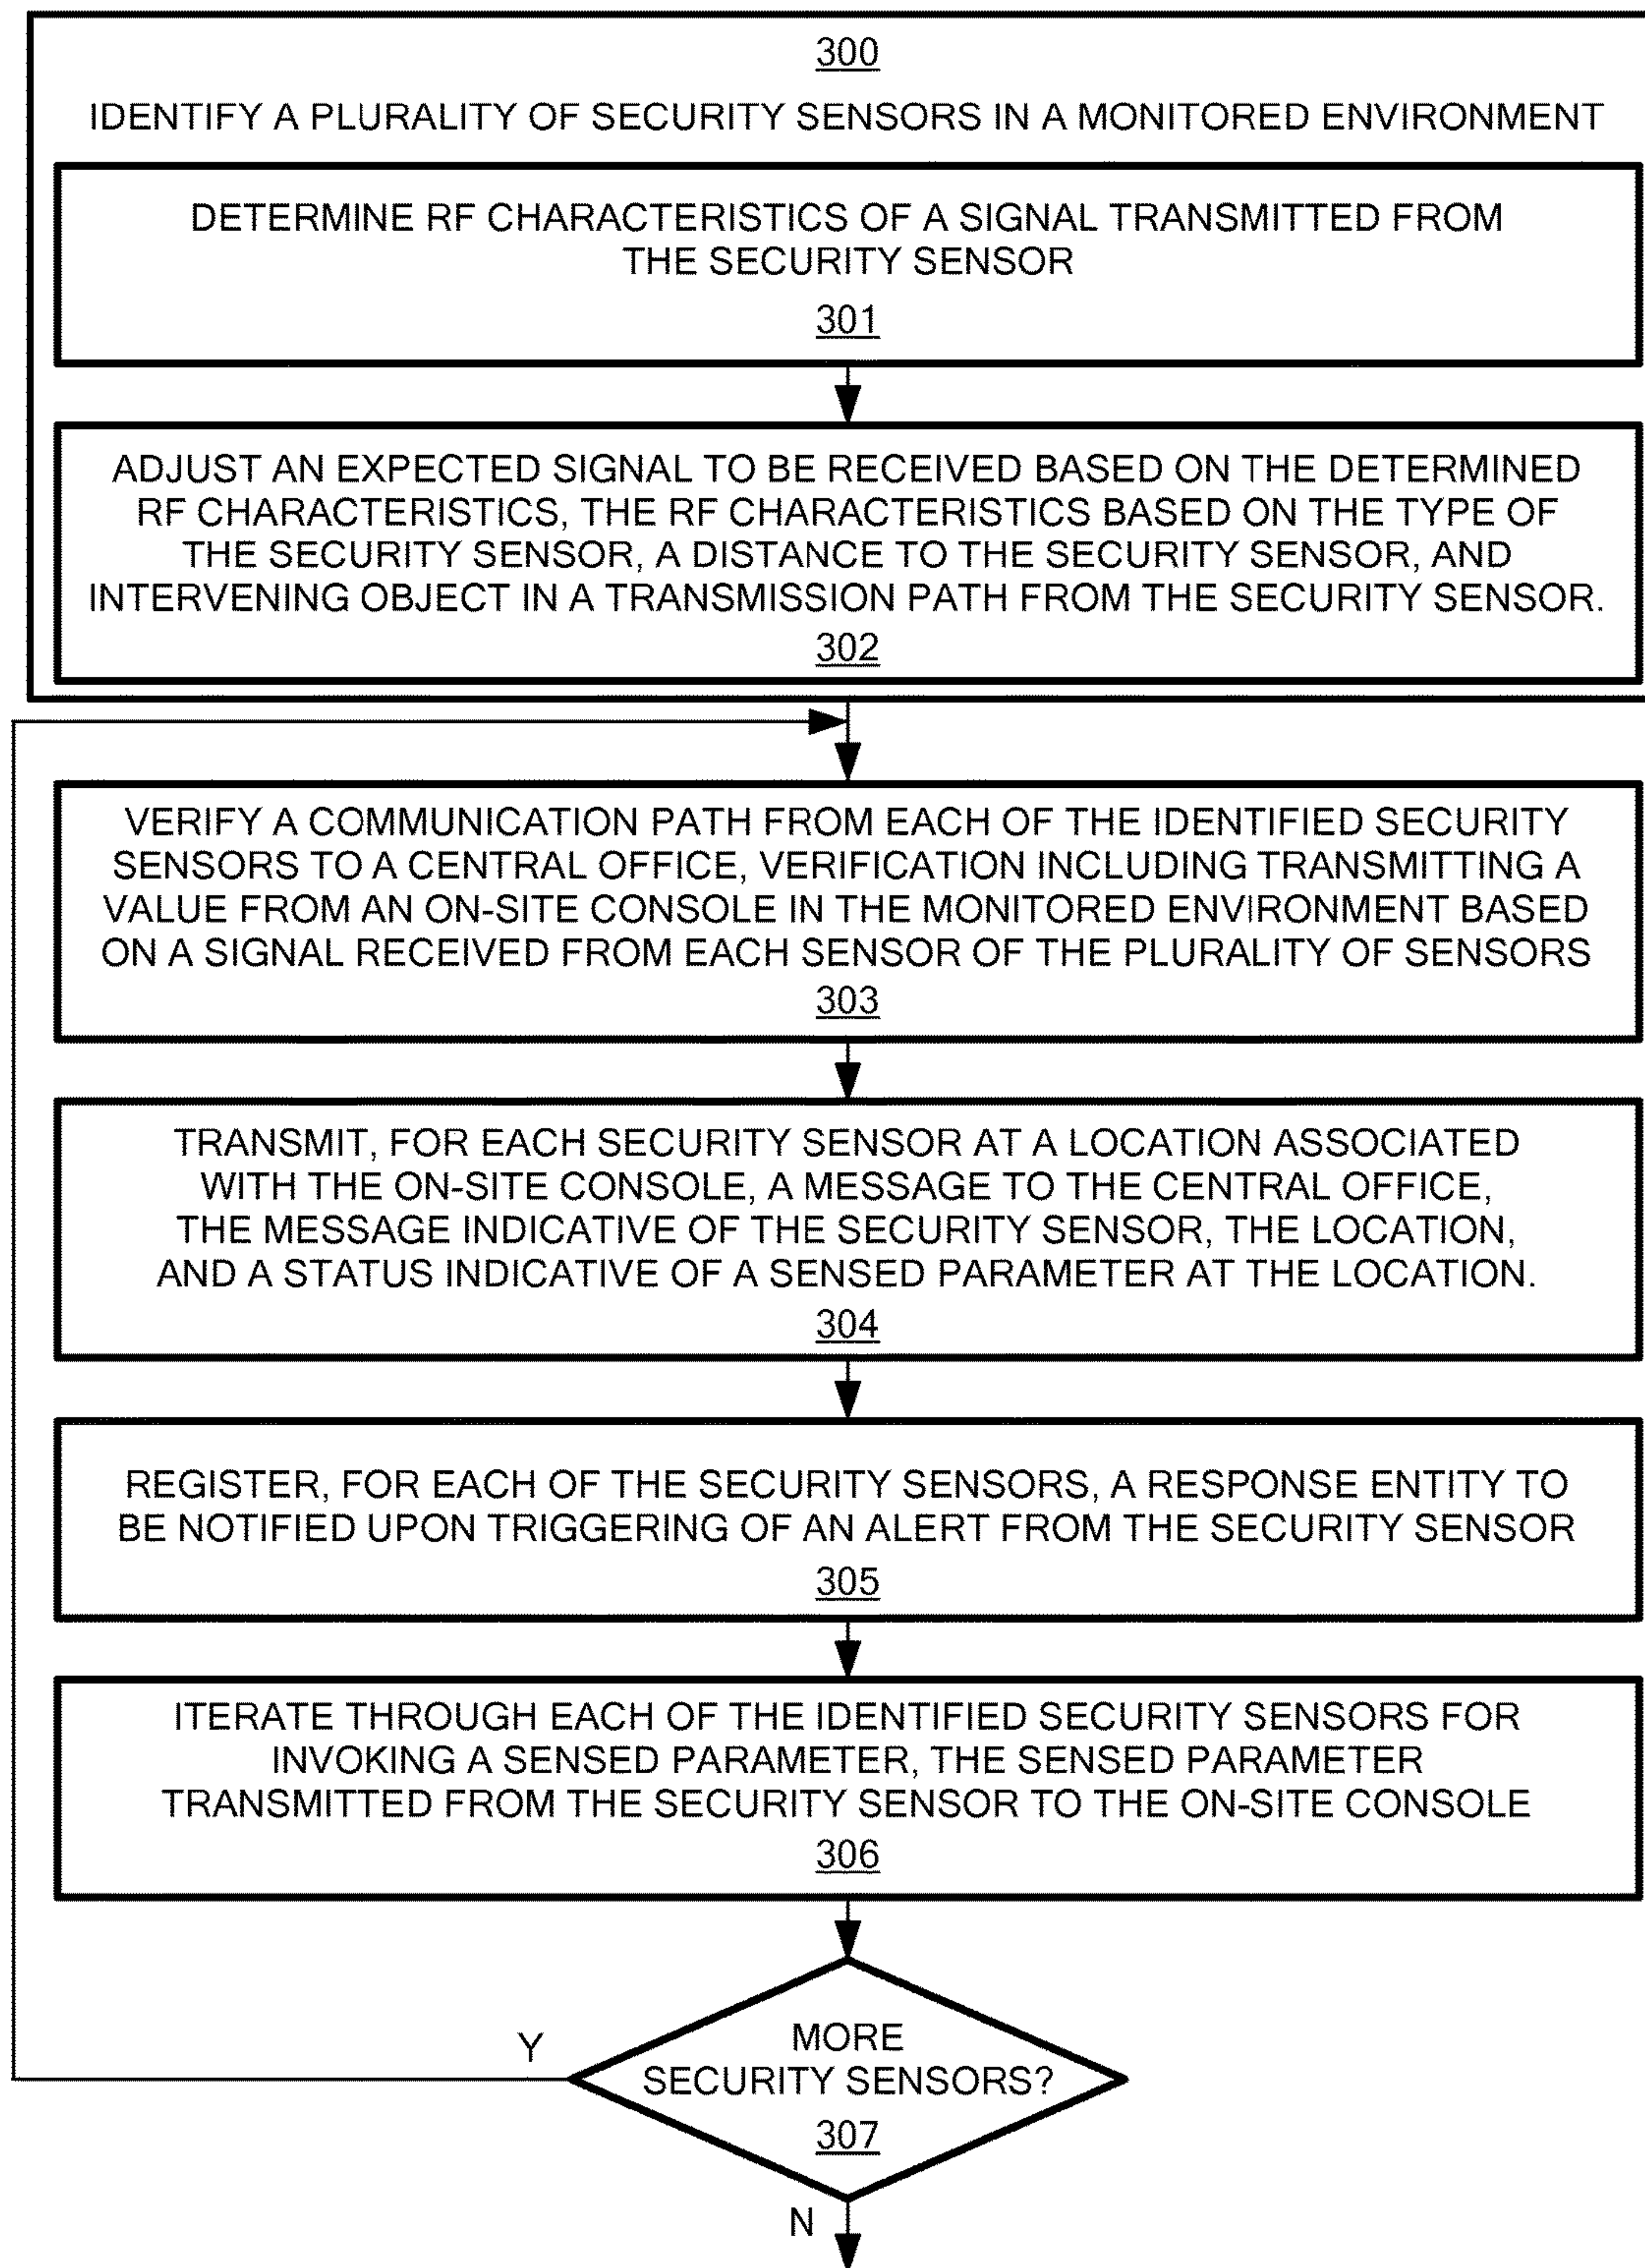 300
IDENTIFY A PLURALITY OF SECURITY SENSORS IN A MONITORED ENVIRONMENT
DETERMINE RF CHARACTERISTICS OF A SIGNAL TRANSMITTED FROM
THE SECURITY SENSOR
301
ADJUST AN EXPECTED SIGNAL TO BE RECEIVED BASED ON THE DETERMINED
RF CHARACTERISTICS, THE RF CHARACTERISTICS BASED ON THE TYPE OF
THE SECURITY SENSOR, A DISTANCE TO THE SECURITY SENSOR, AND
INTERVENING OBJECT IN A TRANSMISSION PATH FROM THE SECURITY SENSOR.
302
VERIFY A COMMUNICATION PATH FROM EACH OF THE IDENTIFIED SECURITY
SENSORS TO A CENTRAL OFFICE, VERIFICATION INCLUDING TRANSMITTING A
VALUE FROM AN ON-SITE CONSOLE IN THE MONITORED ENVIRONMENT BASED
ON A SIGNAL RECEIVED FROM EACH SENSOR OF THE PLURALITY OF SENSORS
303
TRANSMIT, FOR EACH SECURITY SENSOR AT A LOCATION ASSOCIATED
WITH THE ON-SITE CONSOLE, A MESSAGE TO THE CENTRAL OFFICE,
THE MESSAGE INDICATIVE OF THE SECURITY SENSOR, THE LOCATION,
AND A STATUS INDICATIVE OF A SENSED PARAMETER AT THE LOCATION.
304
REGISTER, FOR EACH OF THE SECURITY SENSORS, A RESPONSE ENTITY TO
BE NOTIFIED UPON TRIGGERING OF AN ALERT FROM THE SECURITY SENSOR
305
ITERATE THROUGH EACH OF THE IDENTIFIED SECURITY SENSORS FOR
INVOKING A SENSED PARAMETER, THE SENSED PARAMETER
TRANSMITTED FROM THE SECURITY SENSOR TO THE ON-SITE CONSOLE
306
Y
MORE
SECURITY SENSORS?
307
N